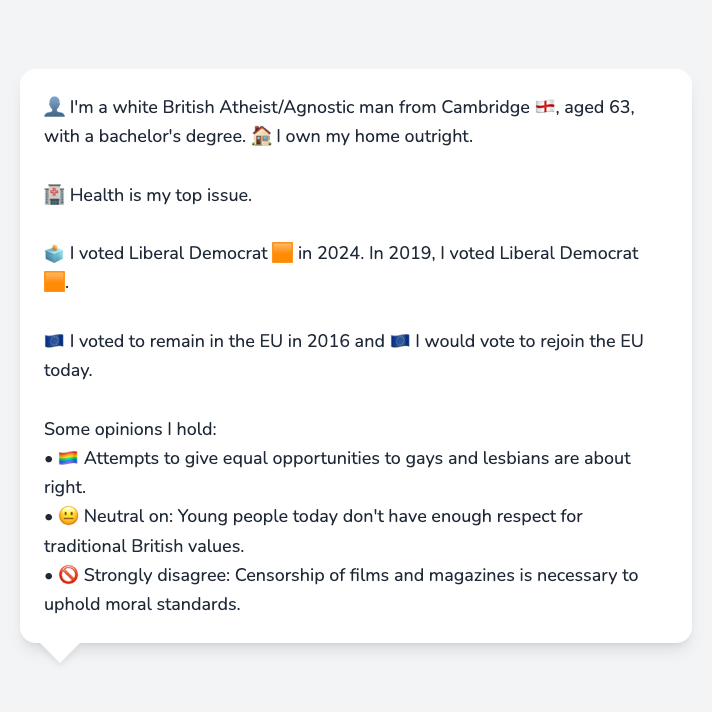 👤 I'm a white British Atheist/Agnostic man from Cambridge 🏴󠁧󠁢󠁥󠁮󠁧󠁿, aged 63,
with a bachelor's degree. 🏠 I own my home outright.
🏥 Health is my top issue.
🗳️ I voted Liberal Democrat 🟧 in 2024. In 2019, I voted Liberal Democrat
🟧.
🇪🇺 I voted to remain in the EU in 2016 and 🇪🇺 I would vote to rejoin the EU
today.
Some opinions I hold:
• 🏳️‍🌈 Attempts to give equal opportunities to gays and lesbians are about
right.
• 😐 Neutral on: Young people today don't have enough respect for
traditional British values.
• 🚫 Strongly disagree: Censorship of films and magazines is necessary to
uphold moral standards.